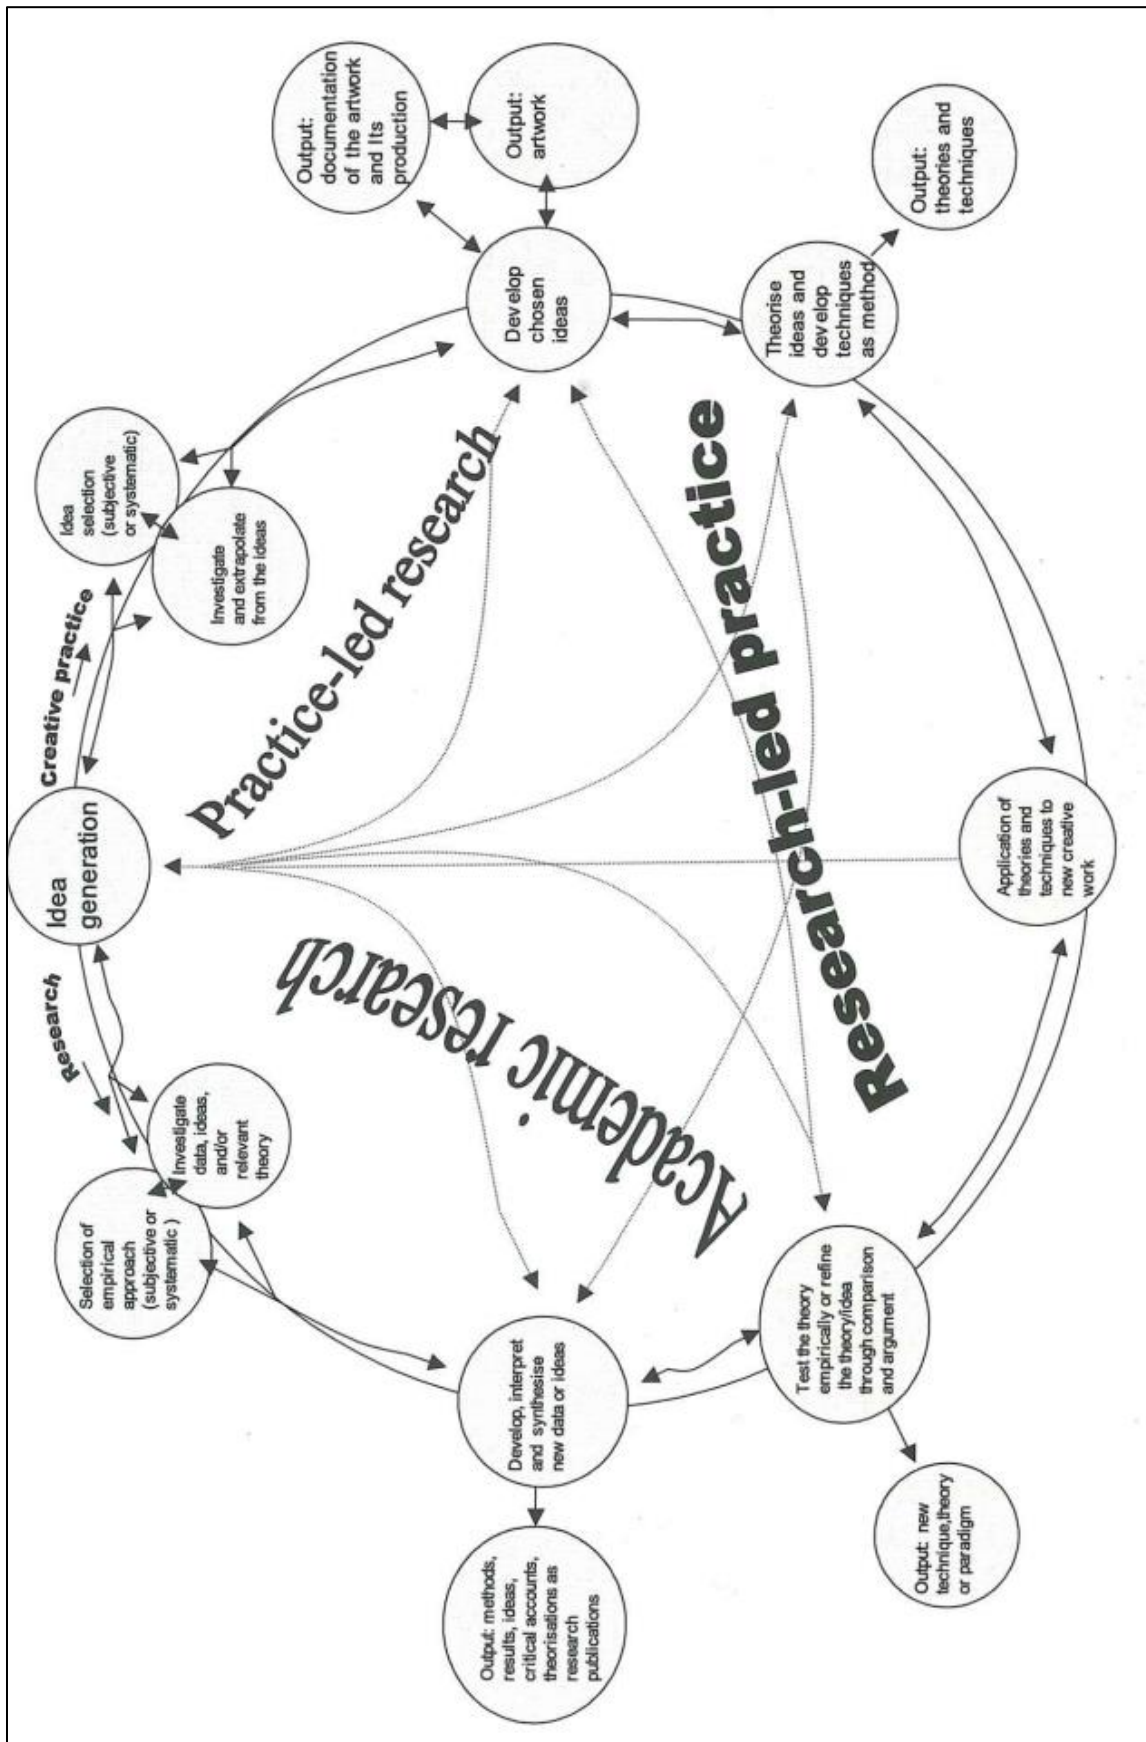 Idea
generation
Creative practice
Idea
selection
(subjective
or systematic)
Investigate
and extrapolate
from the ideas
Develop
chosen
ideas
Output:
documentation
of the artwork
and Its
production
Output:
artwork
Theorise
ideas and
develop
techniques
as method
Output:
theories and
techniques
Application of
theories and
techniques to
new creative
work
Test the theory
empirically or refine
the theory/idea
through comparison
and argument
Output: new
technique,theory
or paradigm
Develop, interpret
and synthesise
new data or ideas
Output: methods,
results, ideas,
critical accounts,
theorisations as
research
publications
Selection of
empirical
approach
(subjective or
systematic )
Investigate
data, ideas,
and/or
relevant
theory
Research
Practice-led research
Academic research
Research-led practice